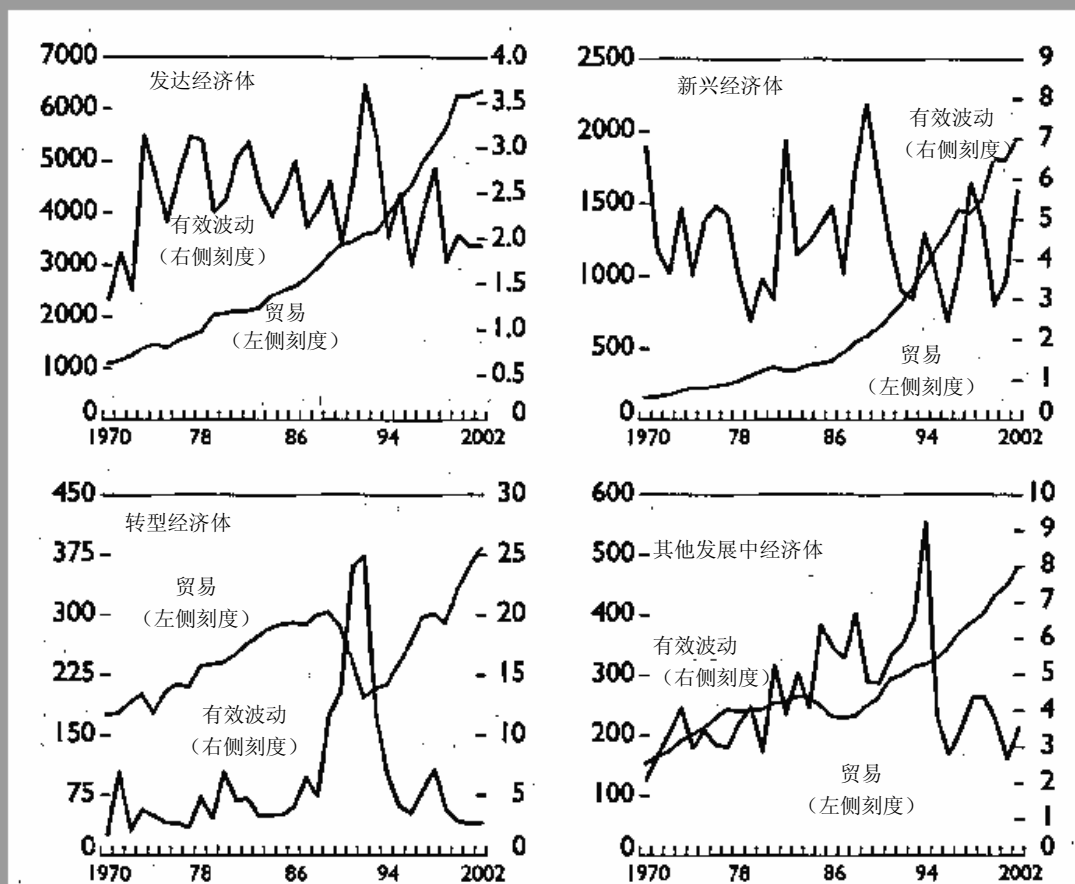 7000
6000
5000
4000
3000
2000
1000
0
发达经济体
有效波动
（右侧刻度）
贸易
（左侧刻度）
4.0
3.5
3.0
2.5
2.0
1.5
1.0
0.5
0
1970 78 86 94 2002
2500
2000
1500
1000
500
0
新兴经济体
有效波动
（右侧刻度）
贸易
（左侧刻度）
9
8
7
6
5
4
3
2
1
0
1970 78 86 94 2002
450
375
300
225
150
75
0
转型经济体
贸易
（左侧刻度）
有效波动
（右侧刻度）
30
25
20
15
10
5
0
1970 78 86 94 2002
600
500
400
300
200
100
0
其他发展中经济体
有效波动
（右侧刻度）
贸易
（左侧刻度）
10
9
8
7
6
5
4
3
2
1
0
1970 78 86 94 2002